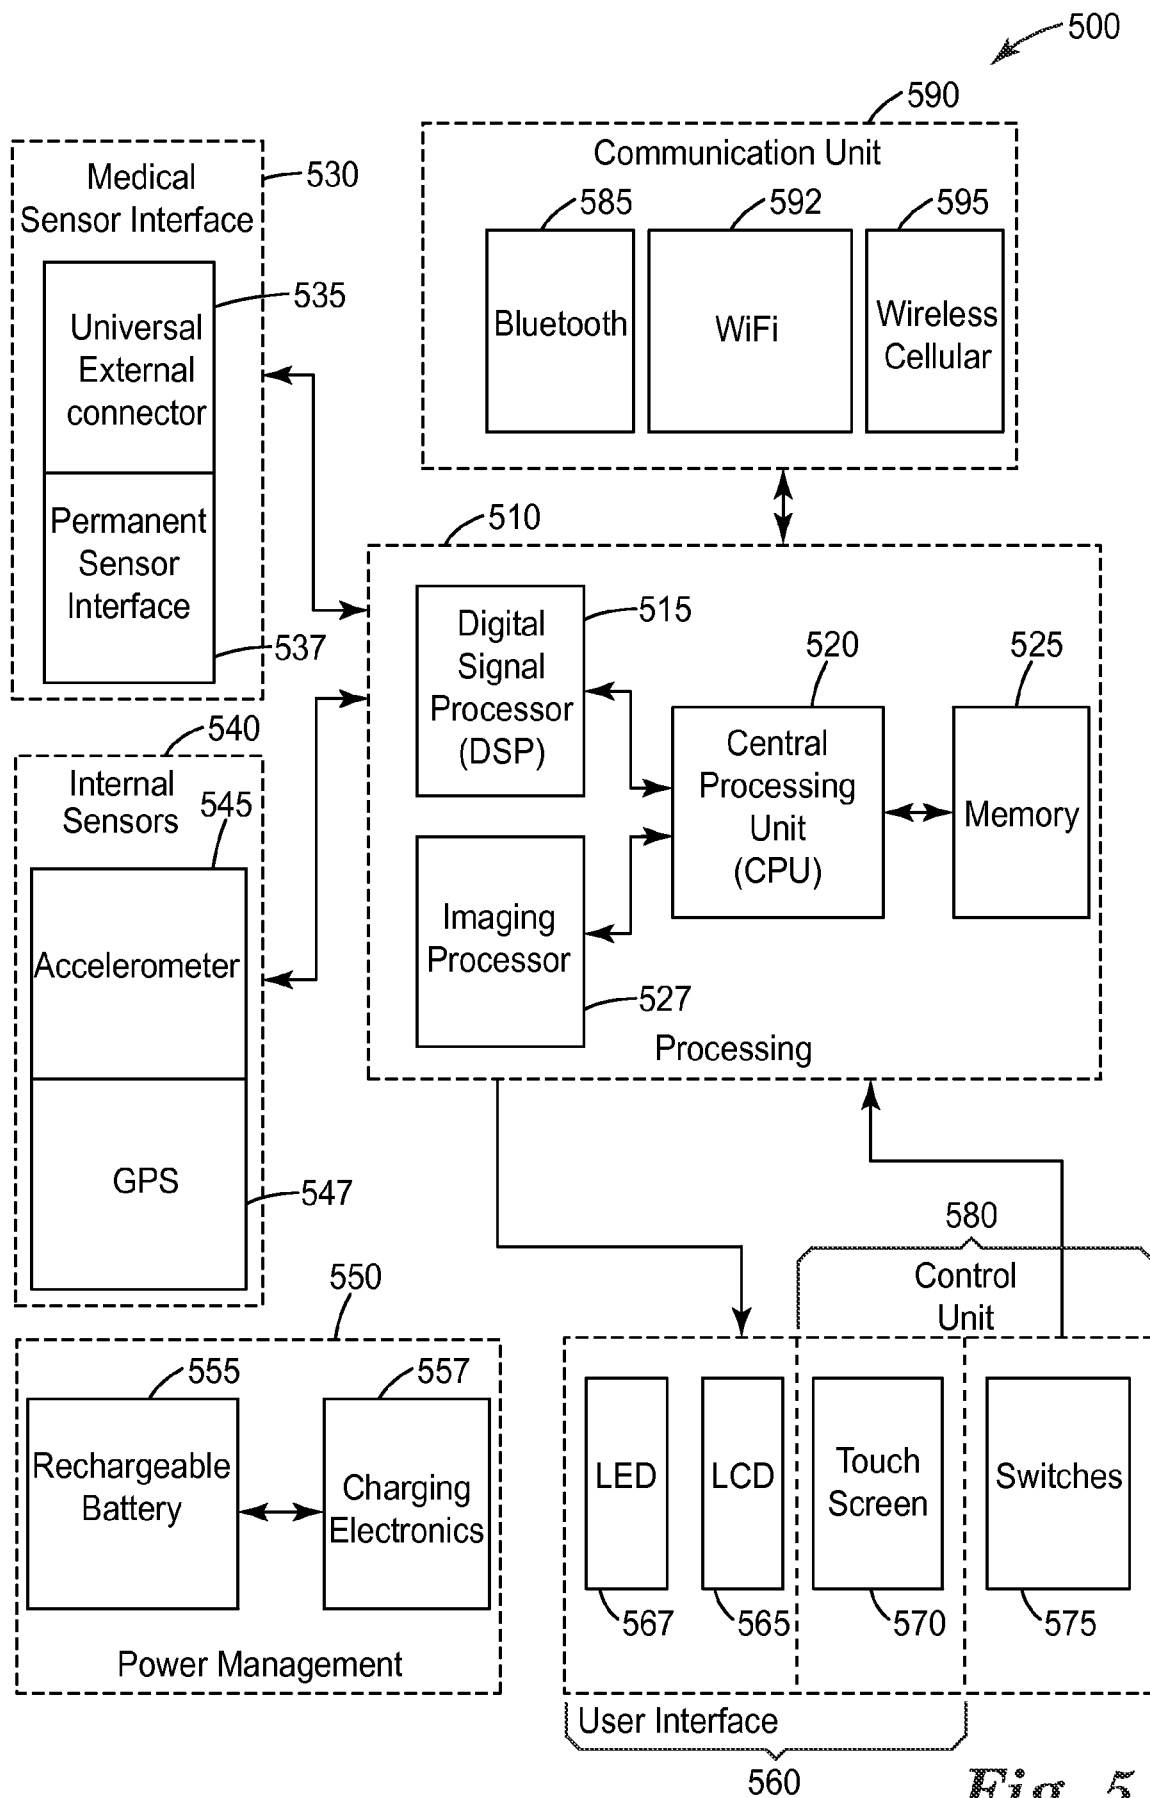 500
590
Communication Unit
585
592
595
Bluetooth
WiFi
Wireless
Cellular
530
Medical
Sensor Interface
535
Universal
External
connector
Permanent
Sensor
Interface
537
510
Digital
Signal
Processor
(DSP)
515
520
525
Central
Processing
Unit
(CPU)
Memory
Imaging
Processor
527
Processing
540
Internal
Sensors
545
Accelerometer
GPS
547
550
555
557
Rechargeable
Battery
Charging
Electronics
Power Management
580
Control
Unit
LED
LCD
Touch
Screen
Switches
567
565
570
575
User Interface
560
Fig. 5